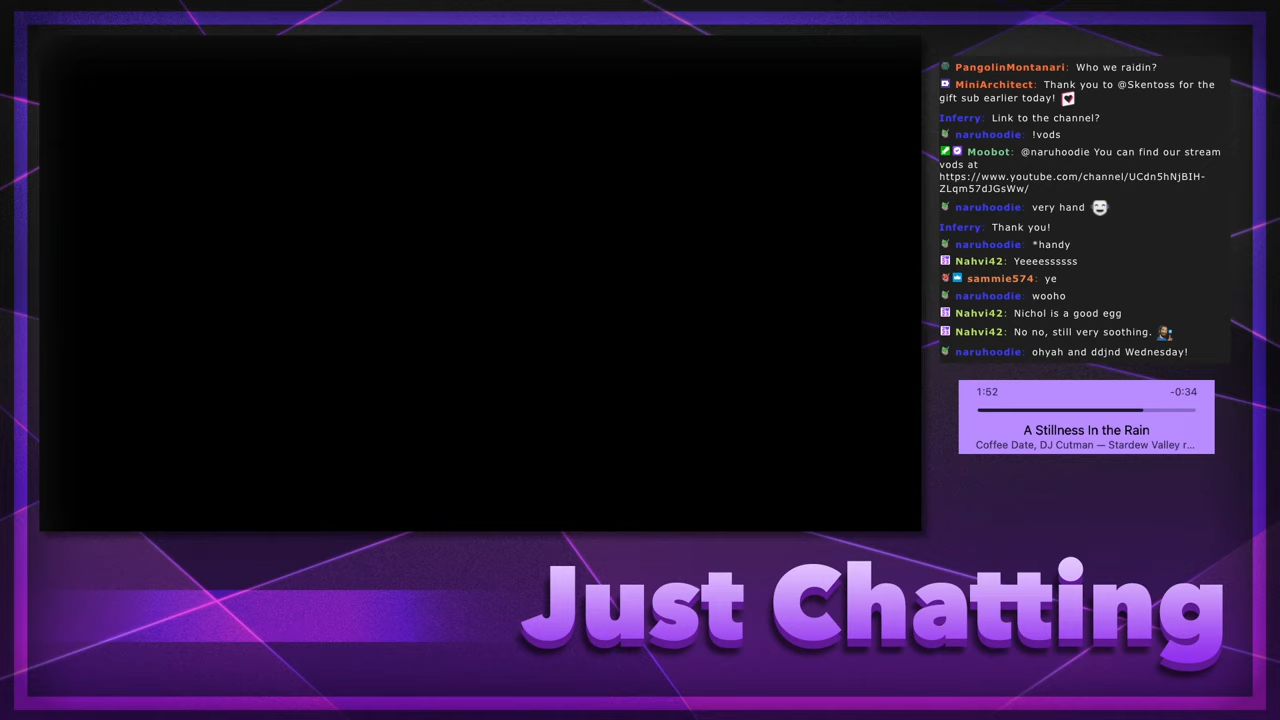 PangolinMontanari: Who we raidin?
MiniArchitect: Thank you to @Skentoss for the
gift sub earlier today!
Inferry: Link to the channel?
naruhoodie: !vods
Moobot: @naruhoodie You can find our stream
vods at
https://www.youtube.com/channel/UCdn5hNjBIH-
ZLqm57dJGsWw/
naruhoodie: very hand
Inferry: Thank you!
naruhoodie: *handy
Nahvi42: Yeeeessssss
sammie574: ye
naruhoodie: wooho
Nahvi42: Nichol is a good egg
Nahvi42: No no, still very soothing.
naruhoodie: ohyah and ddjnd Wednesday!
1:52 -0:34
A Stillness In the Rain
Coffee Date, DJ Cutman — Stardew Valley r...
Just Chatting